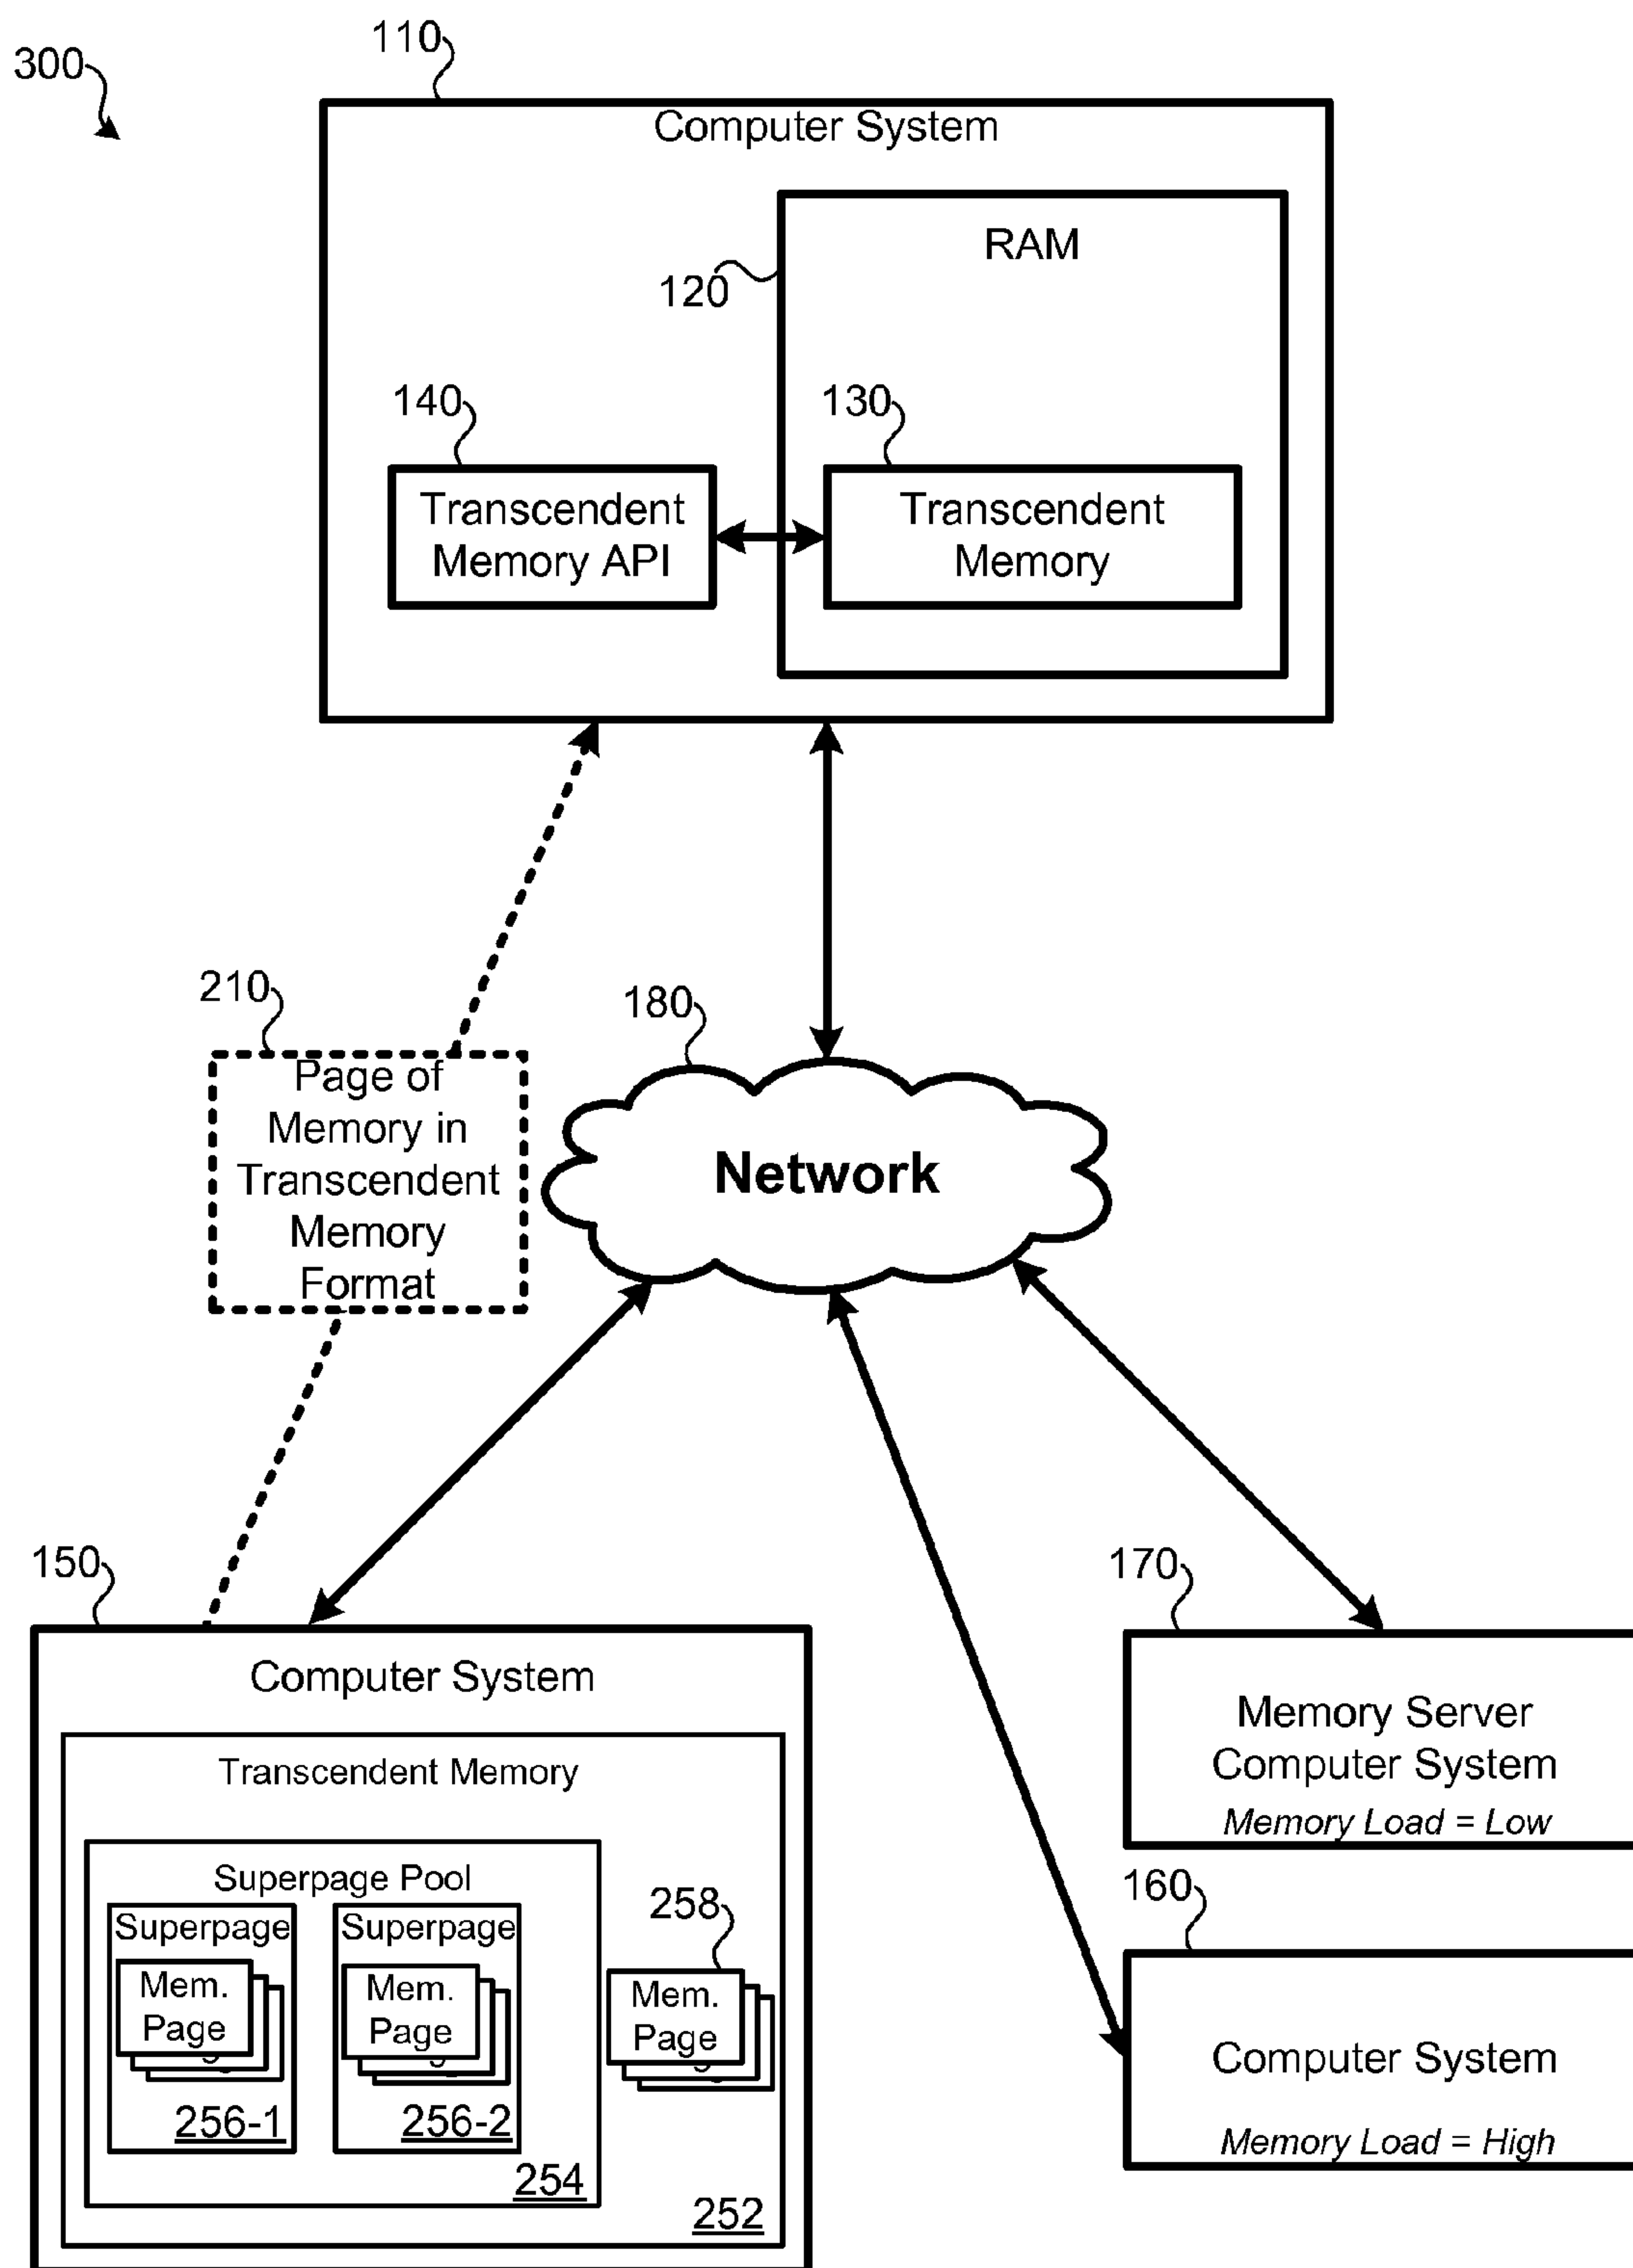 110
300
Computer System
RAM
120
140
130
Transcendent
Memory API
Transcendent
Memory
210
180
Page of
Memory in
Transcendent
Memory
Format
Network
150
170
Computer System
Memory Server
Computer System
Memory Load = Low
Transcendent Memory
Superpage Pool
160
258
Superpage
Superpage
Mem.
Page
Mem.
Page
Mem.
Page
Computer System
256-1
256-2
Memory Load = High
254
252